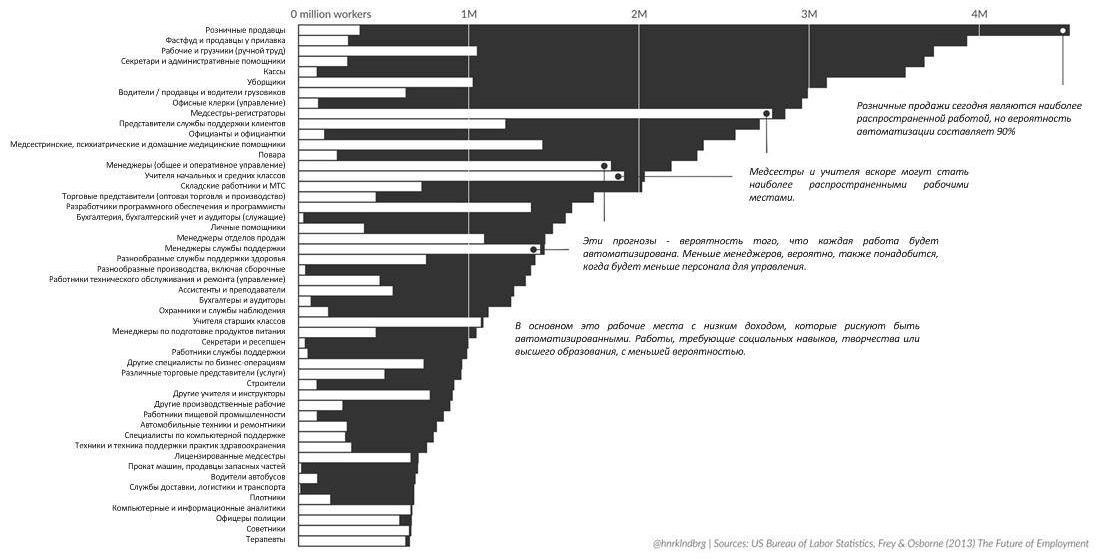 0 million workers 1M 2M 3M 4M
Розничные продавцы
Фастфуд и продавцы у прилавка
Рабочие и грузчики (ручной труд)
Секретари и административные помощники
Кассы
Уборщики
Водители / продавцы и водители грузовиков
Офисные клерки (управление)
Медсестры-регистраторы
Представители службы поддержки клиентов
Официанты и официантки
Медсестринские, психиатрические и домашние медицинские помощники
Повара
Менеджеры (общее и оперативное управление)
Учителя начальных и средних классов
Складские работники и МТС
Торговые представители (оптовая торговля и производство)
Разработчики программного обеспечения и программисты
Бухгалтерия, бухгалтерский учет и аудиторы (служащие)
Личные помощники
Менеджеры отделов продаж
Менеджеры службы поддержки
Разнообразные службы поддержки здоровья
Разнообразные производства, включая сборочные
Работники технического обслуживания и ремонта (управление)
Ассистенты и преподаватели
Бухгалтеры и аудиторы
Охранники и службы наблюдения
Учителя старших классов
Менеджеры по подготовке продуктов питания
Секретари и ресепшен
Работники службы поддержки
Другие специалисты по бизнес-операциям
Различные торговые представители (услуги)
Строители
Другие учителя и инструкторы
Другие производственные рабочие
Работники пищевой промышленности
Автомобильные техники и ремонтники
Специалисты по компьютерной поддержке
Техники и техника поддержки практик здравоохранения
Лицензированные медсестры
Прокат машин, продавцы запасных частей
Водители автобусов
Службы доставки, логистики и транспорта
Плотники
Компьютерные и информационные аналитики
Офицеры полиции
Советники
Терапевты
Розничные продажи сегодня являются наиболее
распространенной работой, но вероятность
автоматизации составляет 90%
Медсестры и учителя вскоре могут стать
наиболее распространенными рабочими
местами.
Эти прогнозы - вероятность того, что каждая работа будет
автоматизирована. Меньше менеджеров, вероятно, также понадобится,
когда будет меньше персонала для управления.
В основном это рабочие места с низким доходом, которые рискуют быть
автоматизированными. Работы, требующие социальных навыков, творчества или
высшего образования, с меньшей вероятностью.
@hnrklndbrg | Sources: US Bureau of Labor Statistics, Frey & Osborne (2013) The Future of Employment